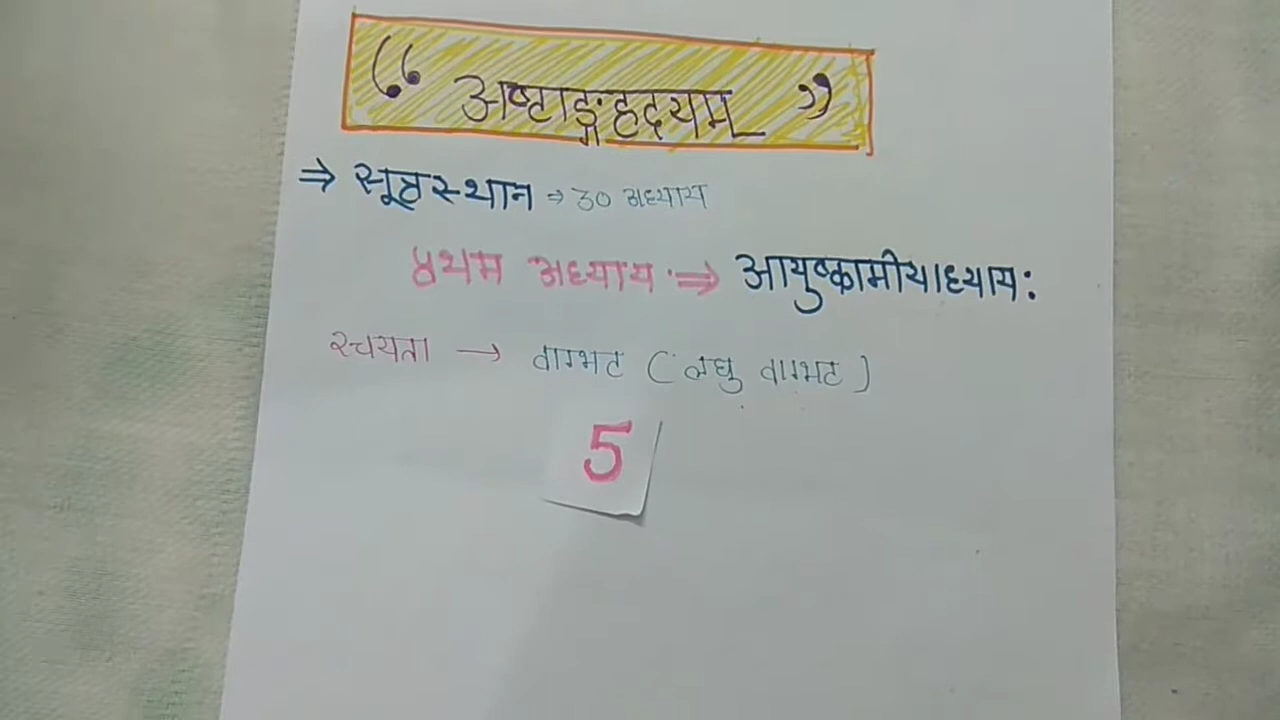 “ अष्टाङ्गहृदयम् ”
⇒ सूत्रस्थान ⇒ 30 अध्याय
प्रथम अध्याय ⇒ आयुष्कामीयाध्याय:
रचयता → वाग्भट (लघु वाग्भट)
5